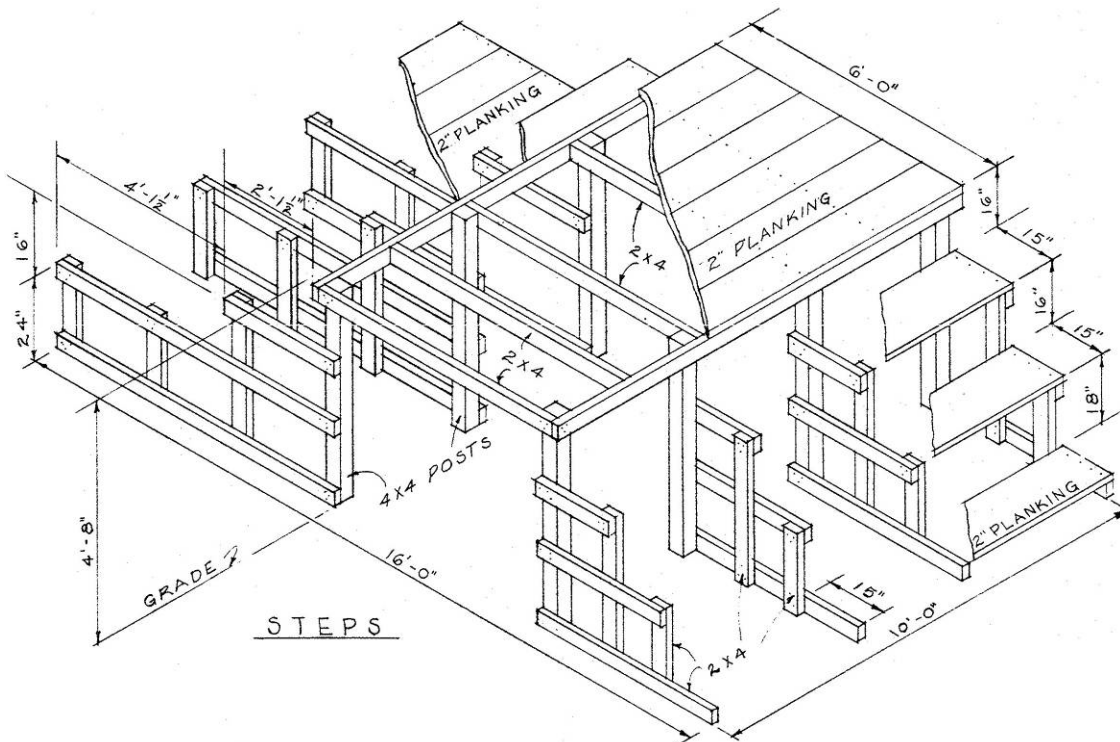 6'-0"
2" PLANKING
2" PLANKING
16"
15"
4'-1½"
2'-1½"
2x4
16"
16"
15"
24"
2x4
18"
2x4
4x4 POSTS
4'-8"
16'-0"
2" PLANKING
GRADE
15"
10'-0"
STEPS
2x4